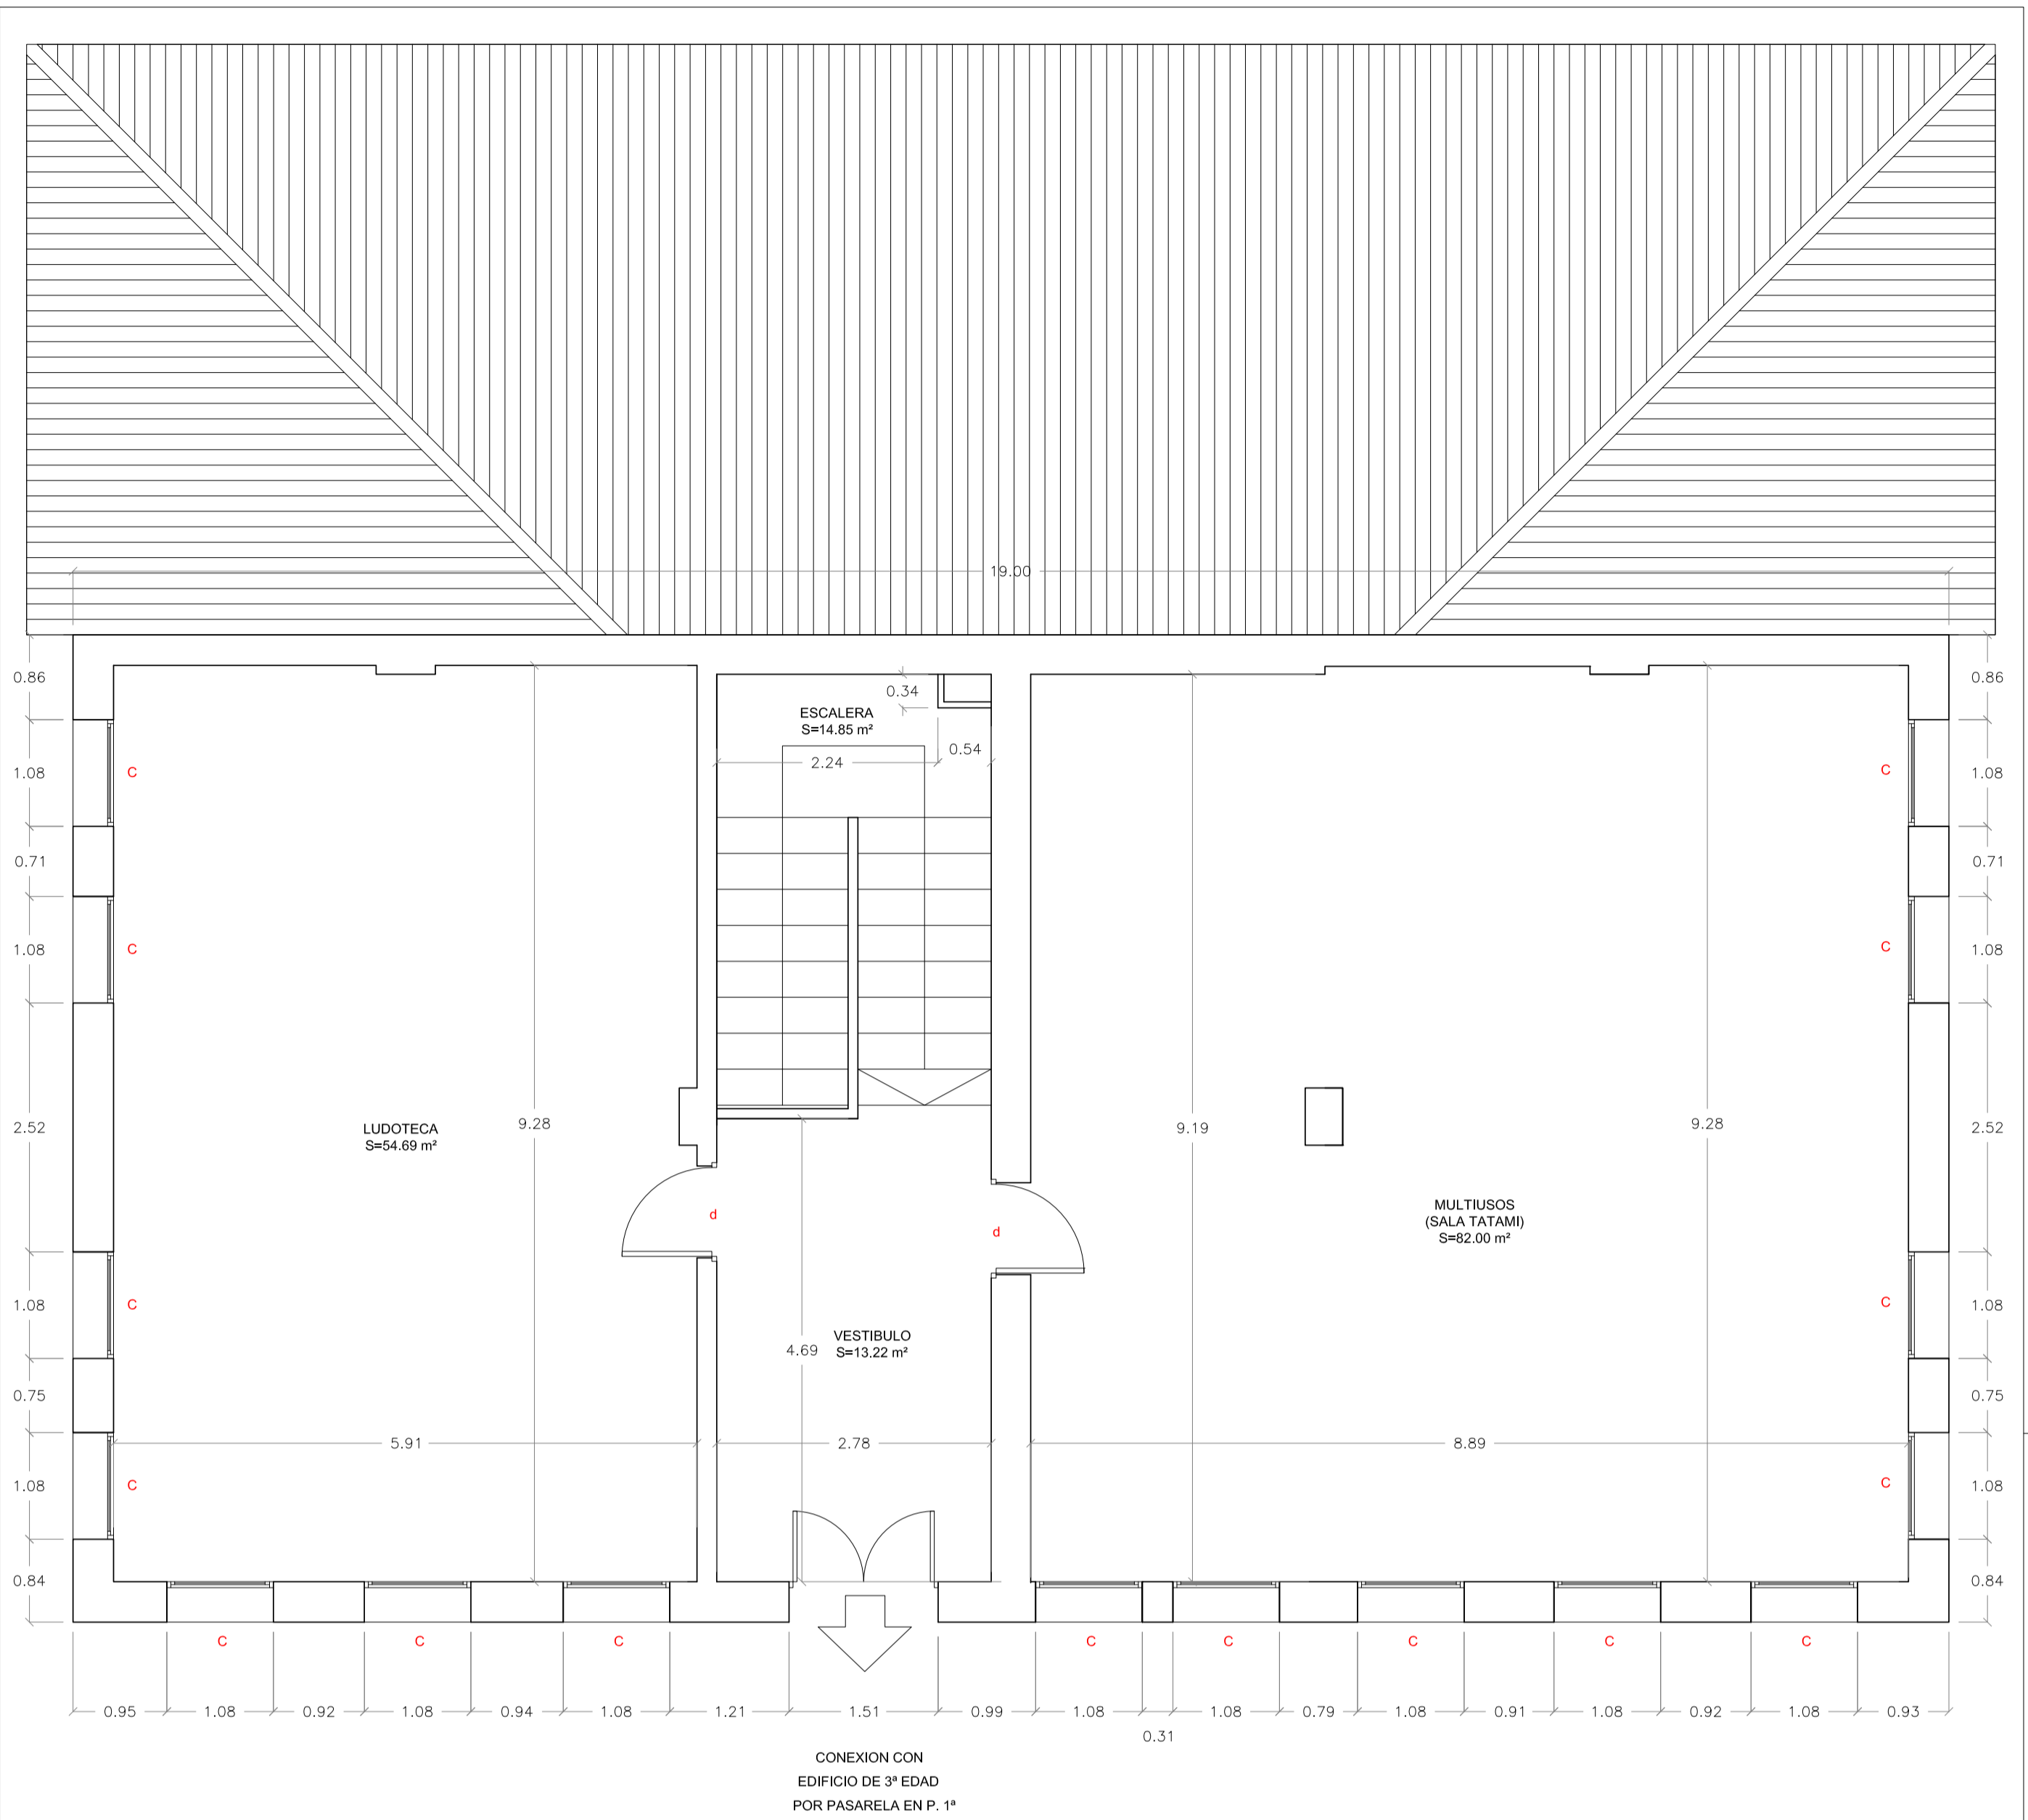 19.00
0.86
0.34
0.86
ESCALERA
S=14.85 m²
0.54
2.24
1.08
C
C
1.08
0.71
0.71
1.08
C
C
1.08
2.52
LUDOTECA
S=54.69 m²
9.28
9.19
9.28
2.52
MULTIUSOS
(SALA TATAMI)
S=82.00 m²
d
d
1.08
C
C
1.08
VESTIBULO
S=13.22 m²
4.69
0.75
0.75
5.91
2.78
8.89
1.08
C
C
1.08
0.84
0.84
C
C
C
C
C
C
C
C
0.95
1.08
0.92
1.08
0.94
1.08
1.21
1.51
0.99
1.08
1.08
0.79
1.08
0.91
1.08
0.92
1.08
0.93
0.31
CONEXION CON
EDIFICIO DE 3ª EDAD
POR PASARELA EN P. 1ª